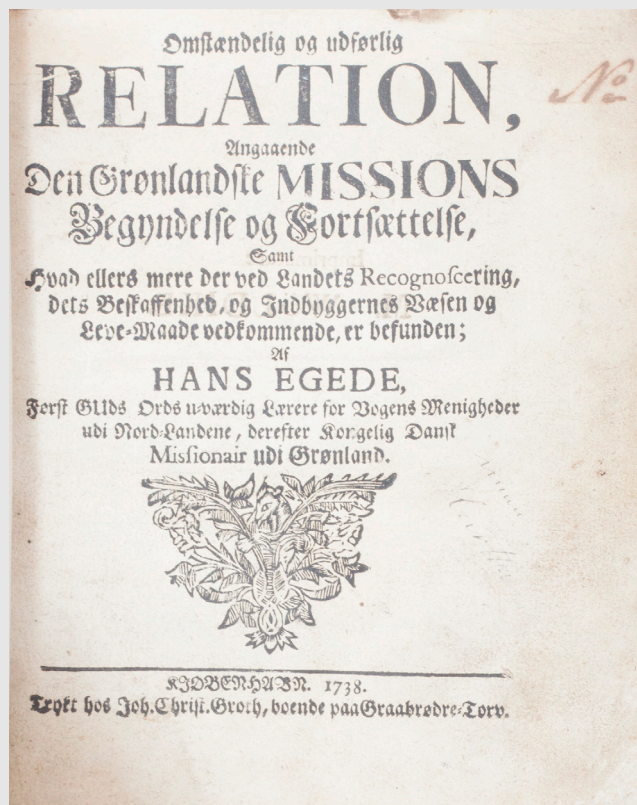 Omstændelig og udførlig
RELATION,
Angaaende
Den Grønlandske MISSIONS
Begyndelse og Fortsættelse,
Samt
Hvad ellers mere der ved Landets Recognoscering,
dets Beskaffenhed, og Indbyggernes Væsen og
Leve-Maade vedkommende, er befunden;
Af
HANS EGEDE,
Først GUds Ords u-værdig Lærere for Vogens Menigheder
udi Nord-Landene, derefter Kongelig Dansk
Missionair udi Grønland.
KIØBENHAVN. 1738.
Trykt hos Joh. Christ. Groth, boende paa Graabrødre-Torv.
No